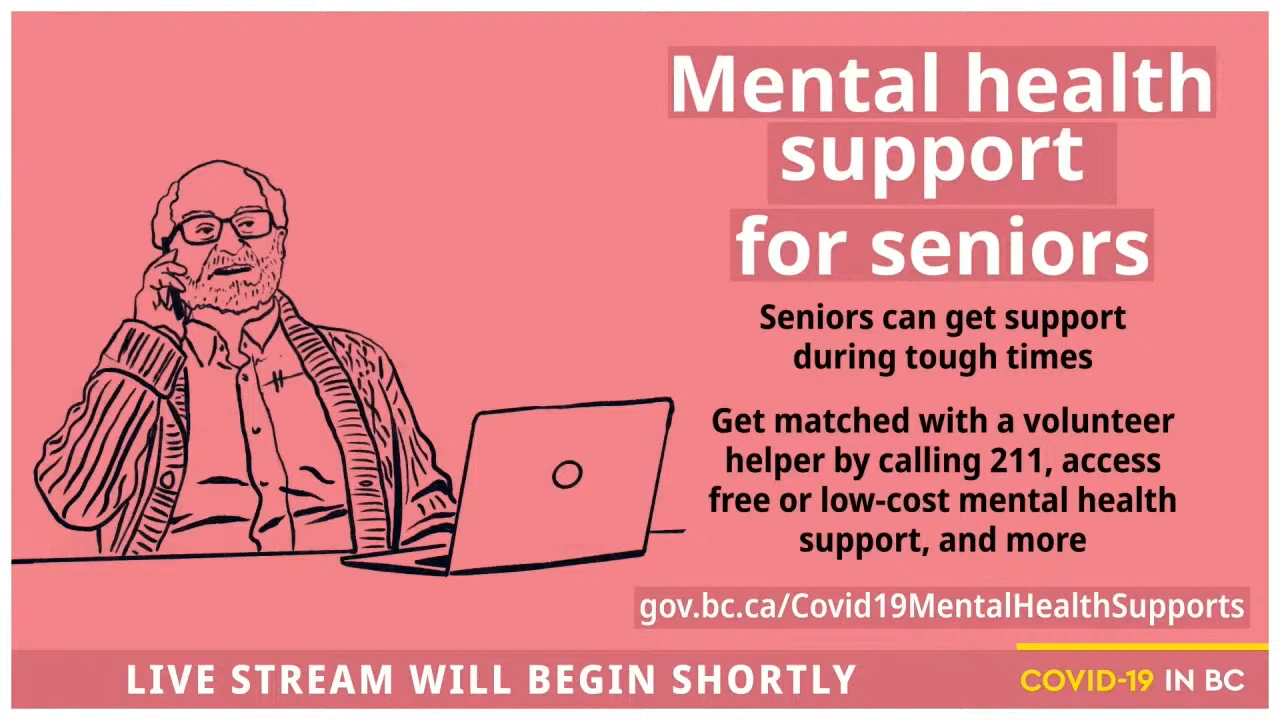 Mental health
support
for seniors
Seniors can get support
during tough times
Get matched with a volunteer
helper by calling 211, access
free or low-cost mental health
support, and more
gov.bc.ca/Covid19MentalHealthSupports
LIVE STREAM WILL BEGIN SHORTLY
COVID-19 IN BC